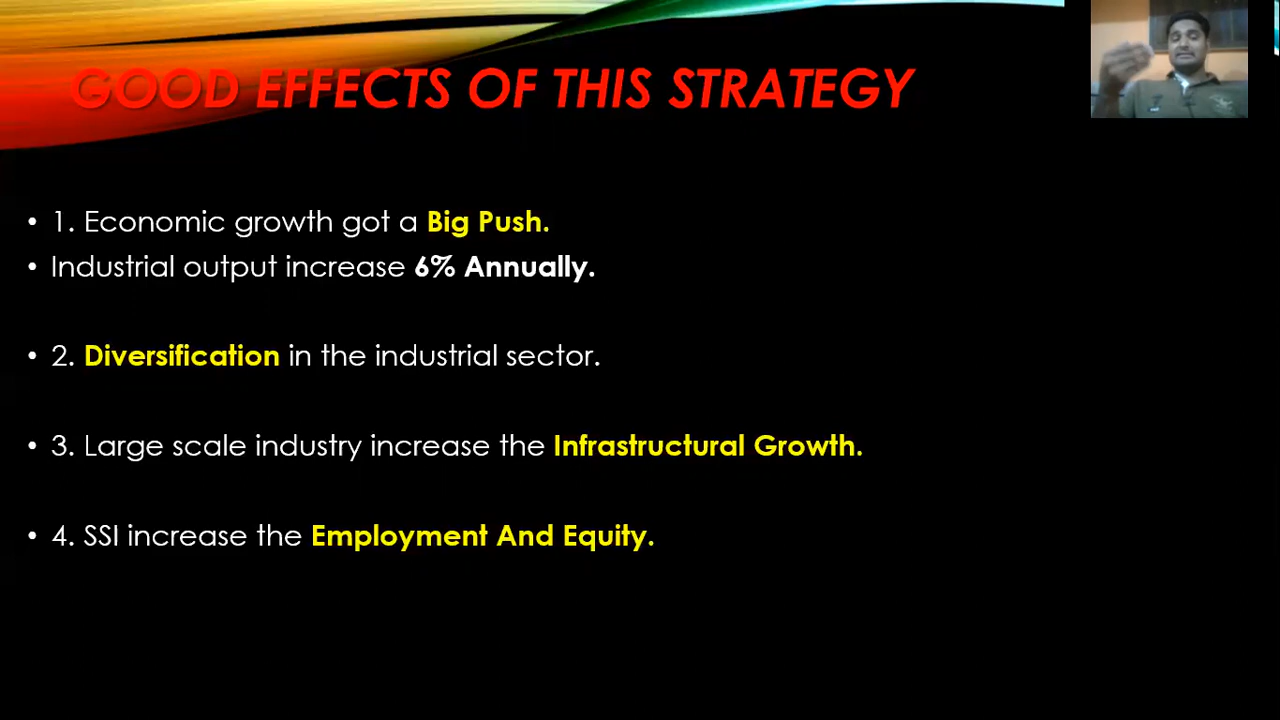 GOOD EFFECTS OF THIS STRATEGY
• 1. Economic growth got a Big Push.
• Industrial output increase 6% Annually.
• 2. Diversification in the industrial sector.
• 3. Large scale industry increase the Infrastructural Growth.
• 4. SSI increase the Employment And Equity.